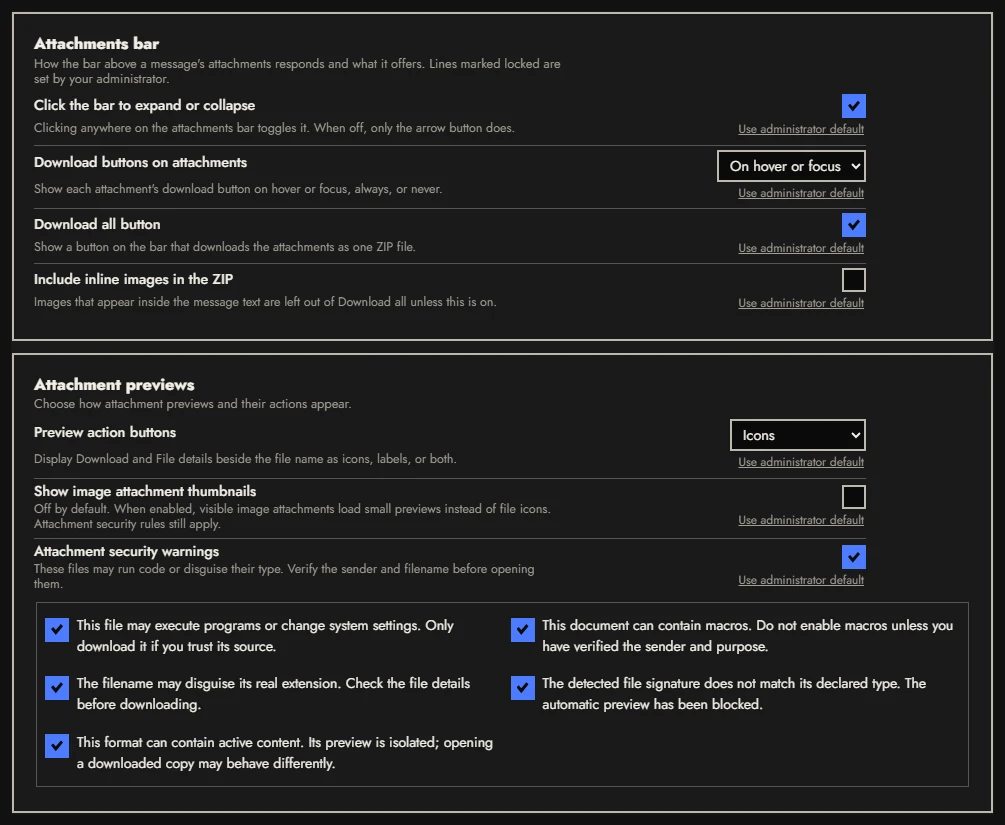 Attachments bar
How the bar above a message's attachments responds and what it offers. Lines marked locked are
set by your administrator.
Click the bar to expand or collapse
Clicking anywhere on the attachments bar toggles it. When off, only the arrow button does.
Use administrator default
Download buttons on attachments
On hover or focus
Show each attachment's download button on hover or focus, always, or never.
Use administrator default
Download all button
Show a button on the bar that downloads the attachments as one ZIP file.
Use administrator default
Include inline images in the ZIP
Images that appear inside the message text are left out of Download all unless this is on.
Use administrator default
Attachment previews
Choose how attachment previews and their actions appear.
Preview action buttons
Icons
Display Download and File details beside the file name as icons, labels, or both.
Use administrator default
Show image attachment thumbnails
Off by default. When enabled, visible image attachments load small previews instead of file icons.
Attachment security rules still apply.
Use administrator default
Attachment security warnings
These files may run code or disguise their type. Verify the sender and filename before opening
them.
Use administrator default
This file may execute programs or change system settings. Only
download it if you trust its source.
This document can contain macros. Do not enable macros unless you
have verified the sender and purpose.
The filename may disguise its real extension. Check the file details
before downloading.
The detected file signature does not match its declared type. The
automatic preview has been blocked.
This format can contain active content. Its preview is isolated; opening
a downloaded copy may behave differently.